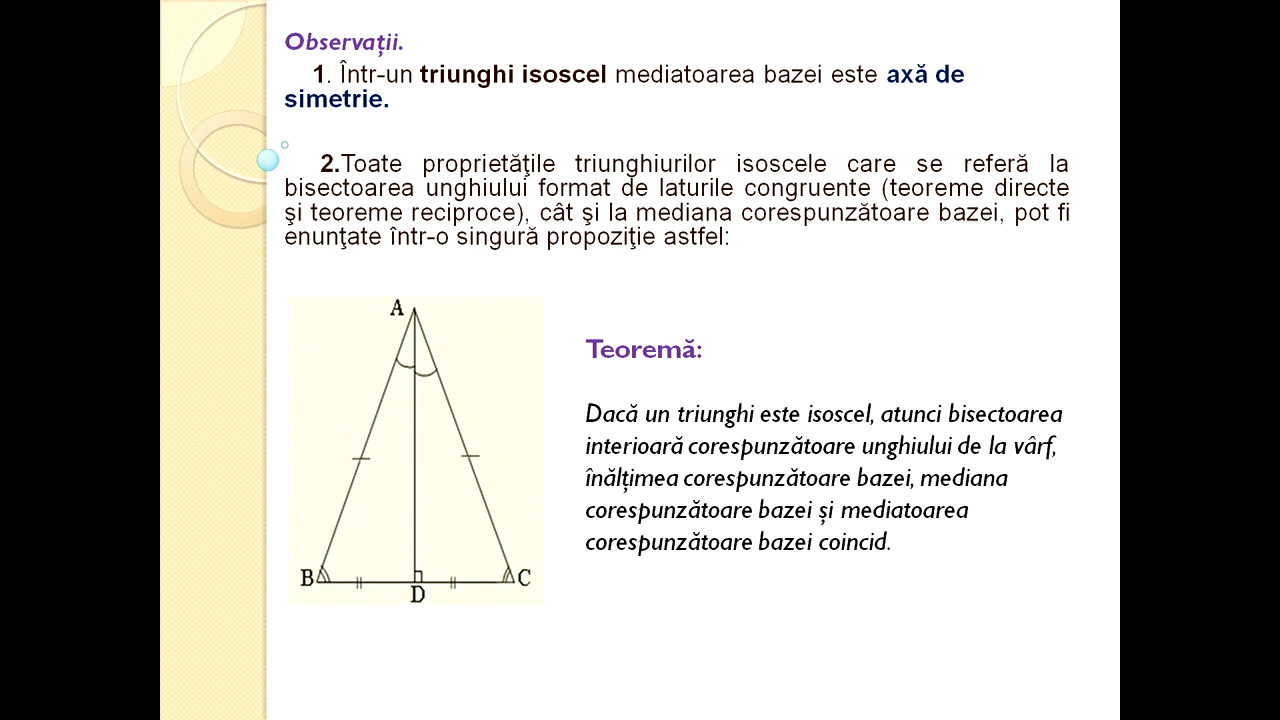 Observații.
1. Într-un triunghi isoscel mediatoarea bazei este axă de
simetrie.
2.Toate proprietăţile triunghiurilor isoscele care se referă la
bisectoarea unghiului format de laturile congruente (teoreme directe
şi teoreme reciproce), cât şi la mediana corespunzătoare bazei, pot fi
enunţate într-o singură propoziţie astfel:
A
B
C
D
Teoremă:
Dacă un triunghi este isoscel, atunci bisectoarea
interioară corespunzătoare unghiului de la vârf,
înălțimea corespunzătoare bazei, mediana
corespunzătoare bazei și mediatoarea
corespunzătoare bazei coincid.